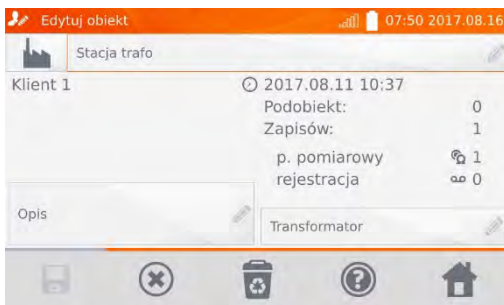 Edytuj obiekt 07:50 2017.08.16
Stacja trafo
Klient 1 2017.08.11 10:37
Podobiekt: 0
Zapisów: 1
p. pomiarowy 1
rejestracja 0
Opis
Transformator